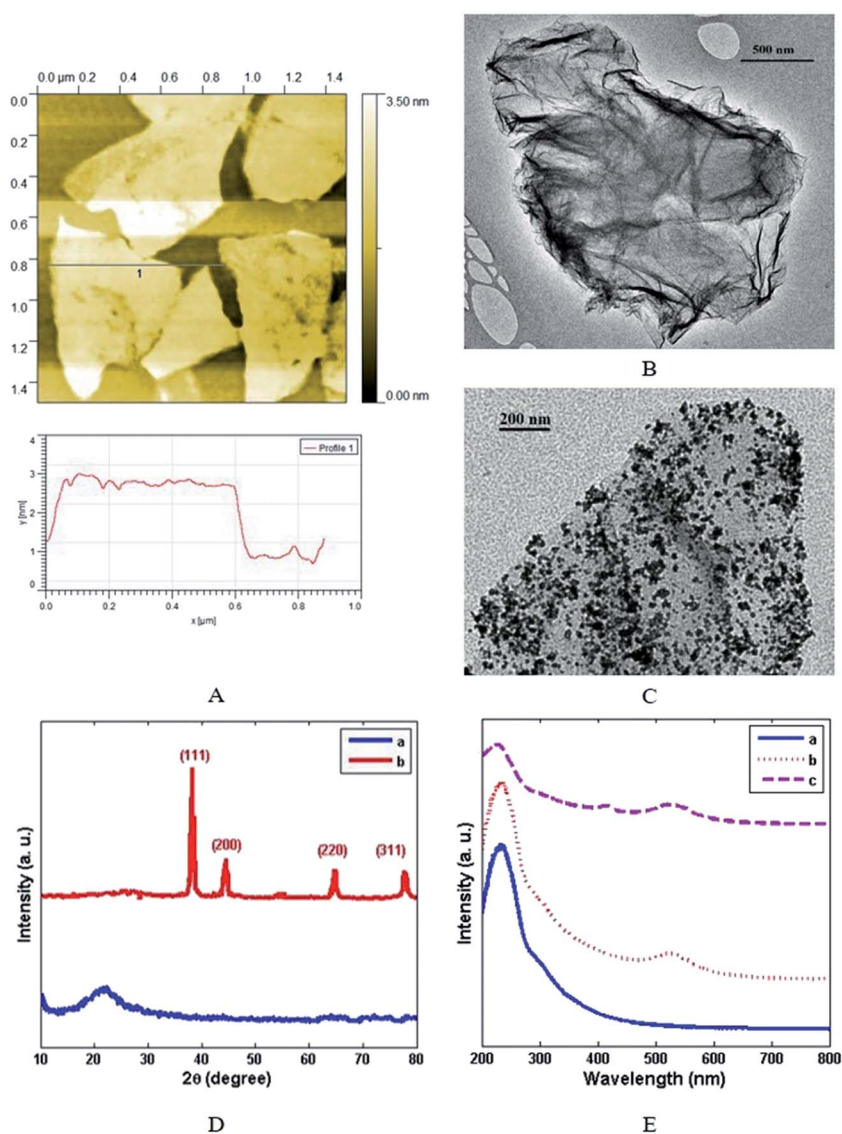 0.0 μm 0.2 0.4 0.6 0.8 1.0 1.2 1.4
0.0
0.2
0.4
0.6
0.8
1.0
1.2
1.4
1
3.50 nm
0.00 nm
4
3
2
1
0
y [nm]
Profile 1
0.0 0.2 0.4 0.6 0.8 1.0
x [μm]
A
500 nm
B
200 nm
C
a
b
(111)
(200)
(220)
(311)
Intensity (a. u.)
10 20 30 40 50 60 70 80
2θ (degree)
D
a
b
c
Intensity (a. u.)
200 300 400 500 600 700 800
Wavelength (nm)
E